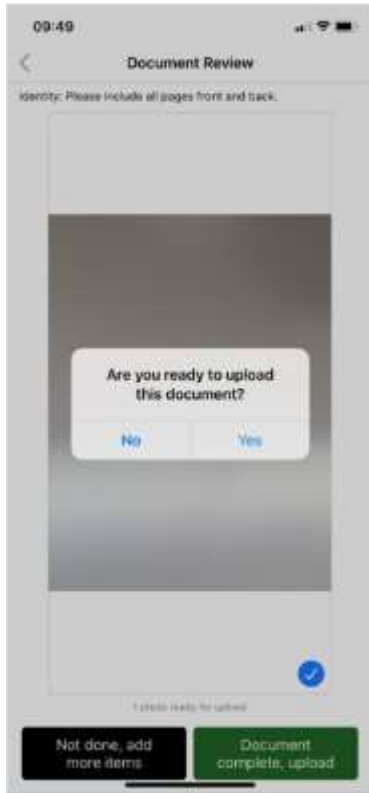 09:49
Document Review
Identity: Please include all pages front and back.
Are you ready to upload
this document?
No
Yes
1 photo ready for upload
Not done, add
more items
Document
complete, upload